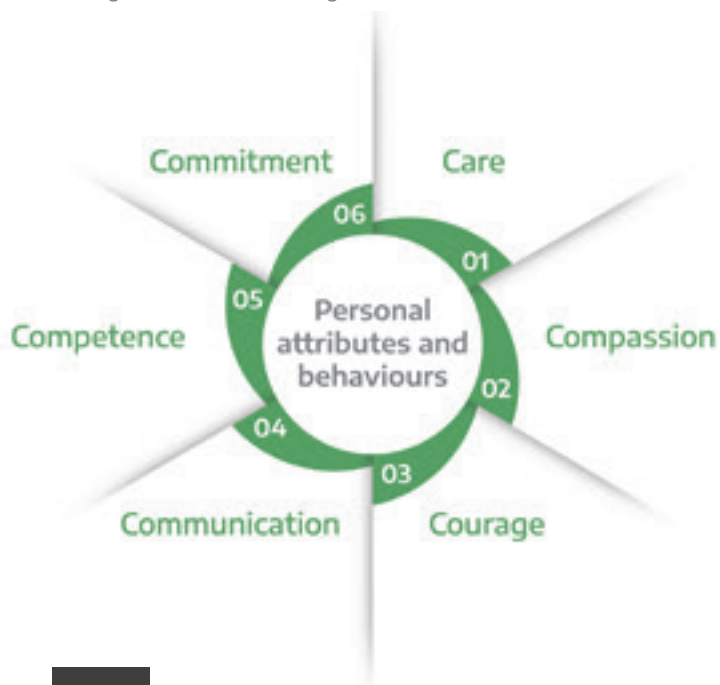 Commitment
Care
06
01
Personal
attributes and
behaviours
05
Competence
Compassion
02
04
03
Communication
Courage